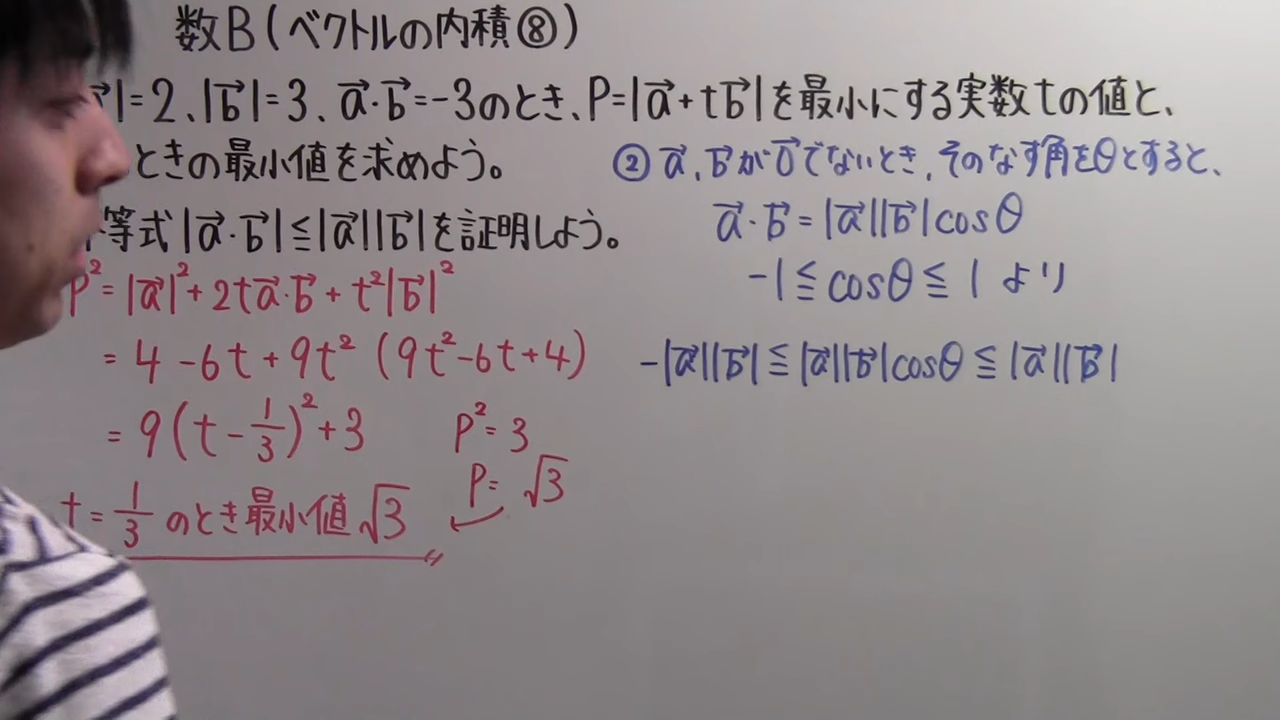 数B(ベクトルの内積⑧)
|=2、|b→|=3、a→・b→=-3のとき、P=|a→+tb→|を最小にする実数tの値と、
ときの最小値を求めよう。
等式|a→・b→|≦|a→||b→|を証明しよう。
P²=|a→|²+2ta→・b→+t²|b→|²
=4-6t+9t² (9t²-6t+4)
=9(t-1/3)²+3
P²=3
P=√3
t=1/3のとき最小値√3
②a→,b→が0→でないとき,そのなす角をθとすると、
a→・b→=|a→||b→|cosθ
-1≦cosθ≦1より
-|a→||b→|≦|a→||b→|cosθ≦|a→||b→|